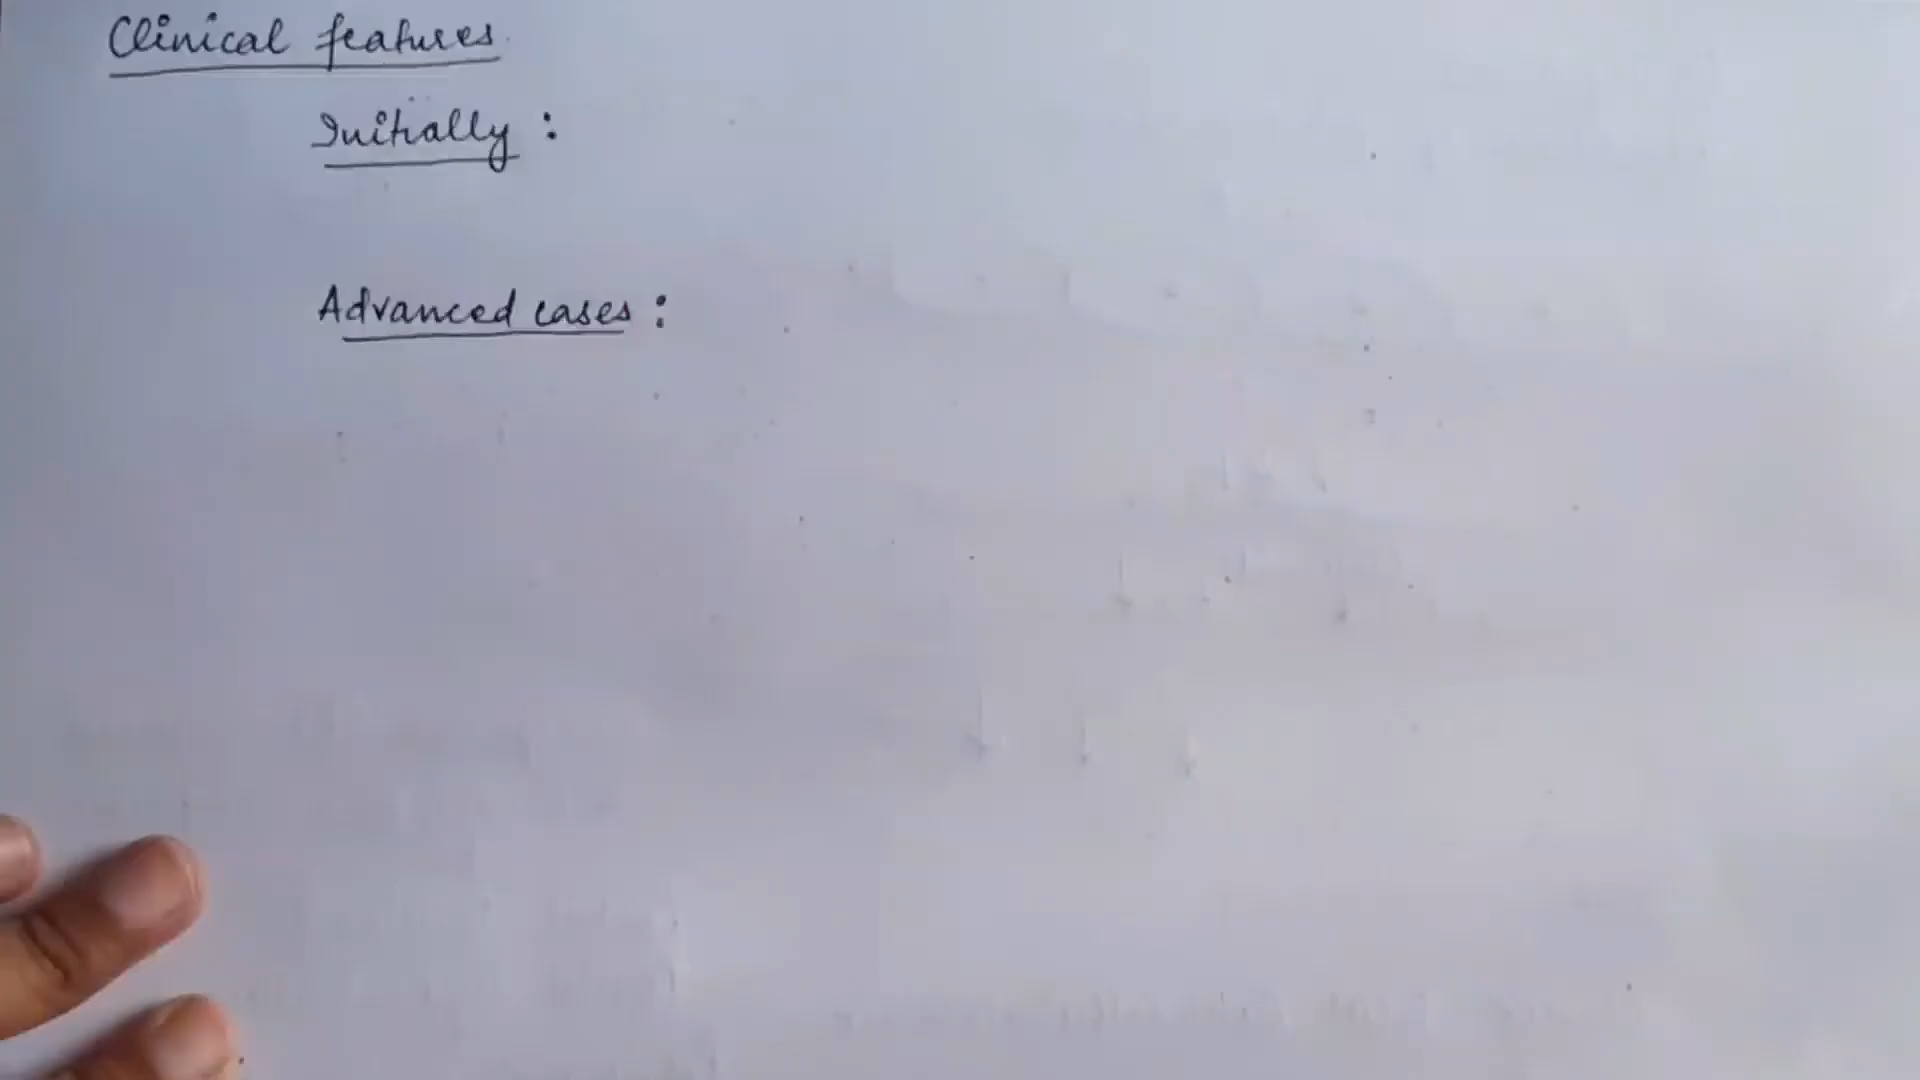 Clinical features
Initially :
Advanced cases :